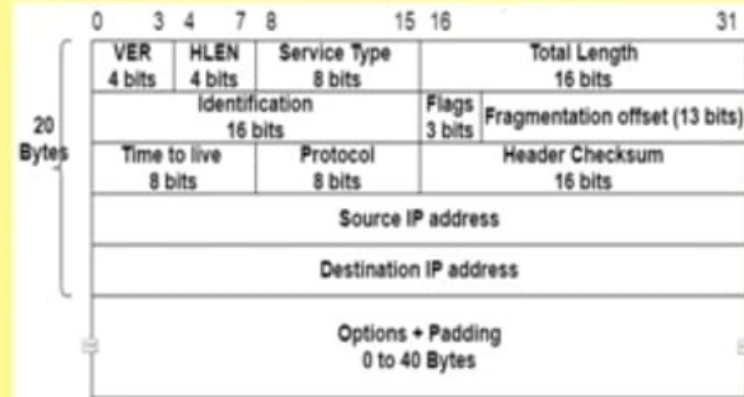 0 3 4 7 8 15 16 31
VER HLEN Service Type Total Length
4 bits 4 bits 8 bits 16 bits
Identification Flags Fragmentation offset (13 bits)
16 bits 3 bits
20
Bytes
Time to live Protocol Header Checksum
8 bits 8 bits 16 bits
Source IP address
Destination IP address
Options + Padding
0 to 40 Bytes